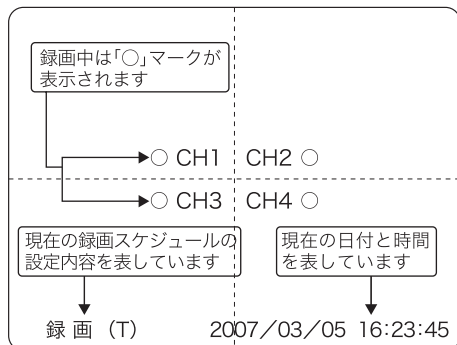 録画中は「○」マークが
表示されます
○ CH1 CH2 ○
○ CH3 CH4 ○
現在の録画スケジュールの
設定内容を表しています
現在の日付と時間
を表しています
録 画 (T) 2007/03/05 16:23:45